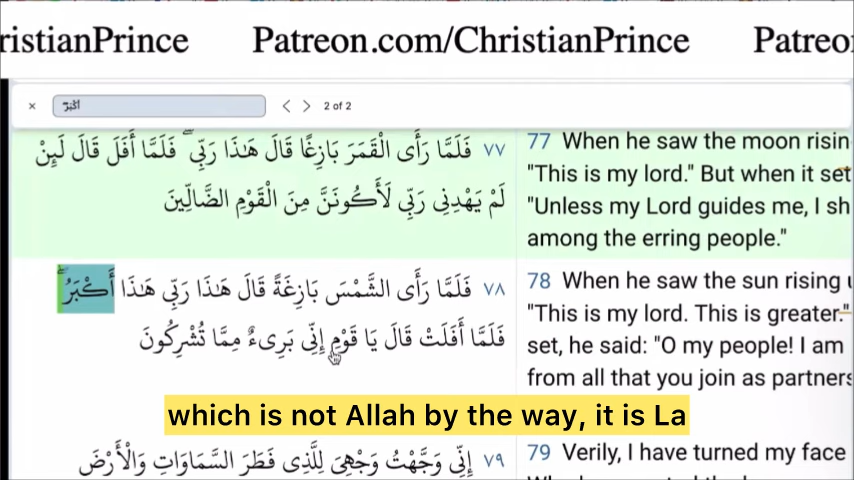 ristianPrince Patreon.com/ChristianPrince Patreo
× أكبر 2 of 2
٧٧ فَلَمَّا رَأَى الْقَمَرَ بَازِغًا قَالَ هَٰذَا رَبِّي ۖ فَلَمَّا أَفَلَ قَالَ لَئِنْ
لَمْ يَهْدِنِي رَبِّي لَأَكُونَنَّ مِنَ الْقَوْمِ الضَّالِّينَ
77 When he saw the moon risin
"This is my lord." But when it set
"Unless my Lord guides me, I sh
among the erring people."
٧٨ فَلَمَّا رَأَى الشَّمْسَ بَازِغَةً قَالَ هَٰذَا رَبِّي هَٰذَا أَكْبَرُ ۖ
فَلَمَّا أَفَلَتْ قَالَ يَا قَوْمِ إِنِّي بَرِيءٌ مِمَّا تُشْرِكُونَ
78 When he saw the sun rising u
"This is my lord. This is greater."
set, he said: "O my people! I am
from all that you join as partners
which is not Allah by the way, it is La
٧٩ إِنِّي وَجَّهْتُ وَجْهِيَ لِلَّذِي فَطَرَ السَّمَاوَاتِ وَالْأَرْضَ
79 Verily, I have turned my face